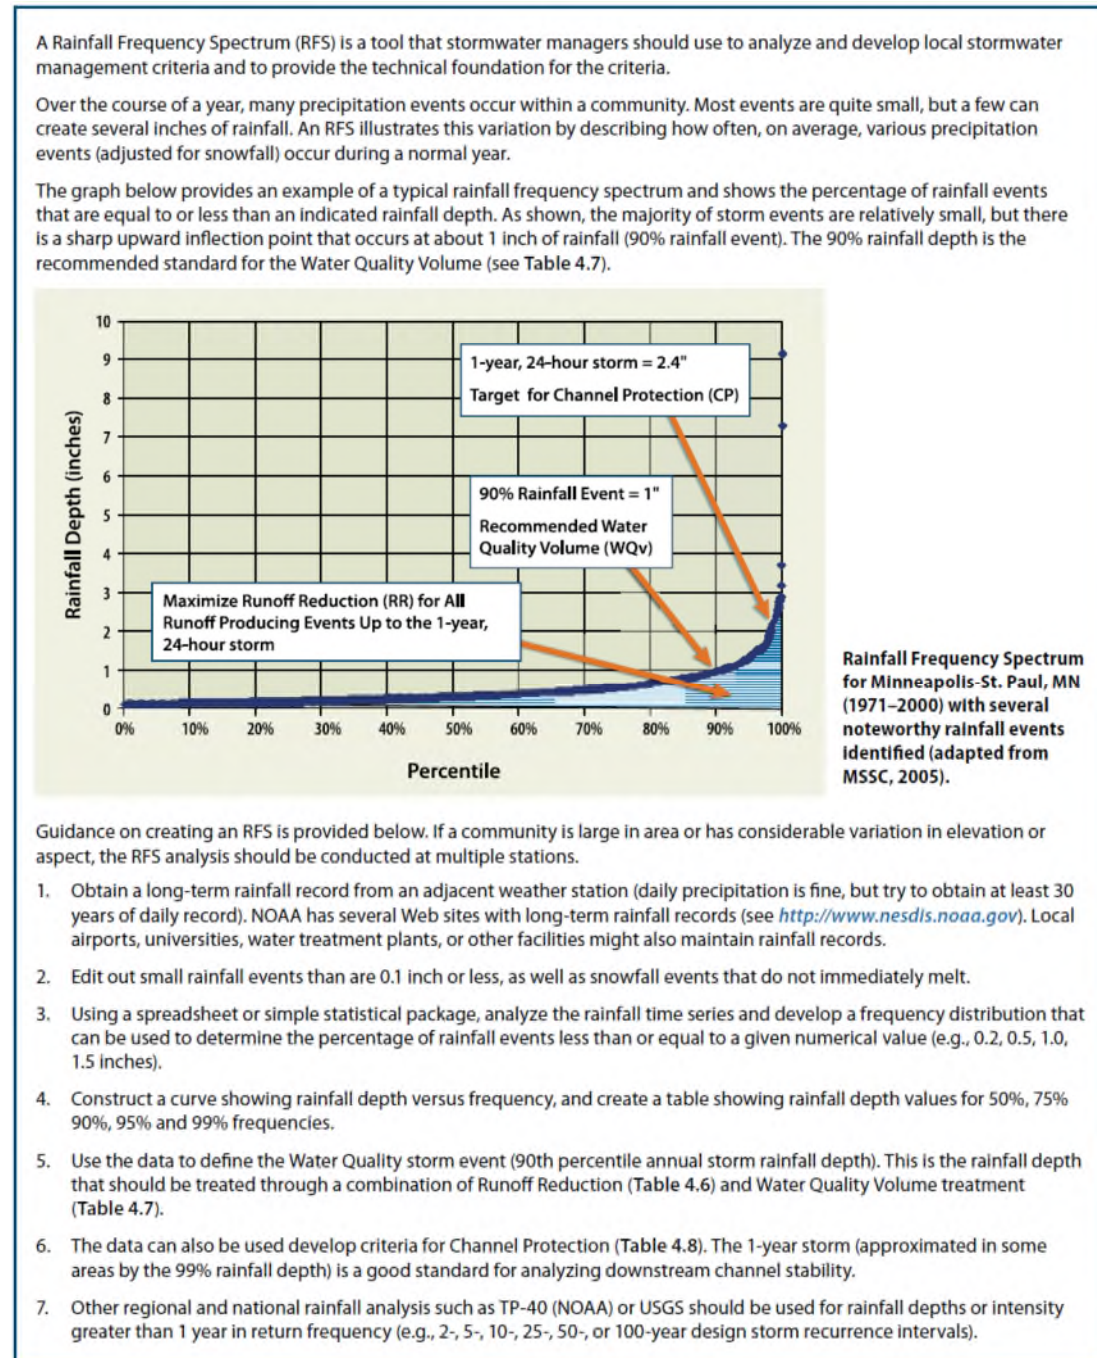 A Rainfall Frequency Spectrum (RFS) is a tool that stormwater managers should use to analyze and develop local stormwater
management criteria and to provide the technical foundation for the criteria.
Over the course of a year, many precipitation events occur within a community. Most events are quite small, but a few can
create several inches of rainfall. An RFS illustrates this variation by describing how often, on average, various precipitation
events (adjusted for snowfall) occur during a normal year.
The graph below provides an example of a typical rainfall frequency spectrum and shows the percentage of rainfall events
that are equal to or less than an indicated rainfall depth. As shown, the majority of storm events are relatively small, but there
is a sharp upward inflection point that occurs at about 1 inch of rainfall (90% rainfall event). The 90% rainfall depth is the
recommended standard for the Water Quality Volume (see Table 4.7).
Rainfall Depth (inches)
10
9
8
7
6
5
4
3
2
1
0
1-year, 24-hour storm = 2.4"
Target for Channel Protection (CP)
90% Rainfall Event = 1"
Recommended Water
Quality Volume (WQv)
Maximize Runoff Reduction (RR) for All
Runoff Producing Events Up to the 1-year,
24-hour storm
0% 10% 20% 30% 40% 50% 60% 70% 80% 90% 100%
Percentile
Rainfall Frequency Spectrum
for Minneapolis-St. Paul, MN
(1971–2000) with several
noteworthy rainfall events
identified (adapted from
MSSC, 2005).
Guidance on creating an RFS is provided below. If a community is large in area or has considerable variation in elevation or
aspect, the RFS analysis should be conducted at multiple stations.
1. Obtain a long-term rainfall record from an adjacent weather station (daily precipitation is fine, but try to obtain at least 30
years of daily record). NOAA has several Web sites with long-term rainfall records (see http://www.nesdis.noaa.gov). Local
airports, universities, water treatment plants, or other facilities might also maintain rainfall records.
2. Edit out small rainfall events than are 0.1 inch or less, as well as snowfall events that do not immediately melt.
3. Using a spreadsheet or simple statistical package, analyze the rainfall time series and develop a frequency distribution that
can be used to determine the percentage of rainfall events less than or equal to a given numerical value (e.g., 0.2, 0.5, 1.0,
1.5 inches).
4. Construct a curve showing rainfall depth versus frequency, and create a table showing rainfall depth values for 50%, 75%
90%, 95% and 99% frequencies.
5. Use the data to define the Water Quality storm event (90th percentile annual storm rainfall depth). This is the rainfall depth
that should be treated through a combination of Runoff Reduction (Table 4.6) and Water Quality Volume treatment
(Table 4.7).
6. The data can also be used develop criteria for Channel Protection (Table 4.8). The 1-year storm (approximated in some
areas by the 99% rainfall depth) is a good standard for analyzing downstream channel stability.
7. Other regional and national rainfall analysis such as TP-40 (NOAA) or USGS should be used for rainfall depths or intensity
greater than 1 year in return frequency (e.g., 2-, 5-, 10-, 25-, 50-, or 100-year design storm recurrence intervals).